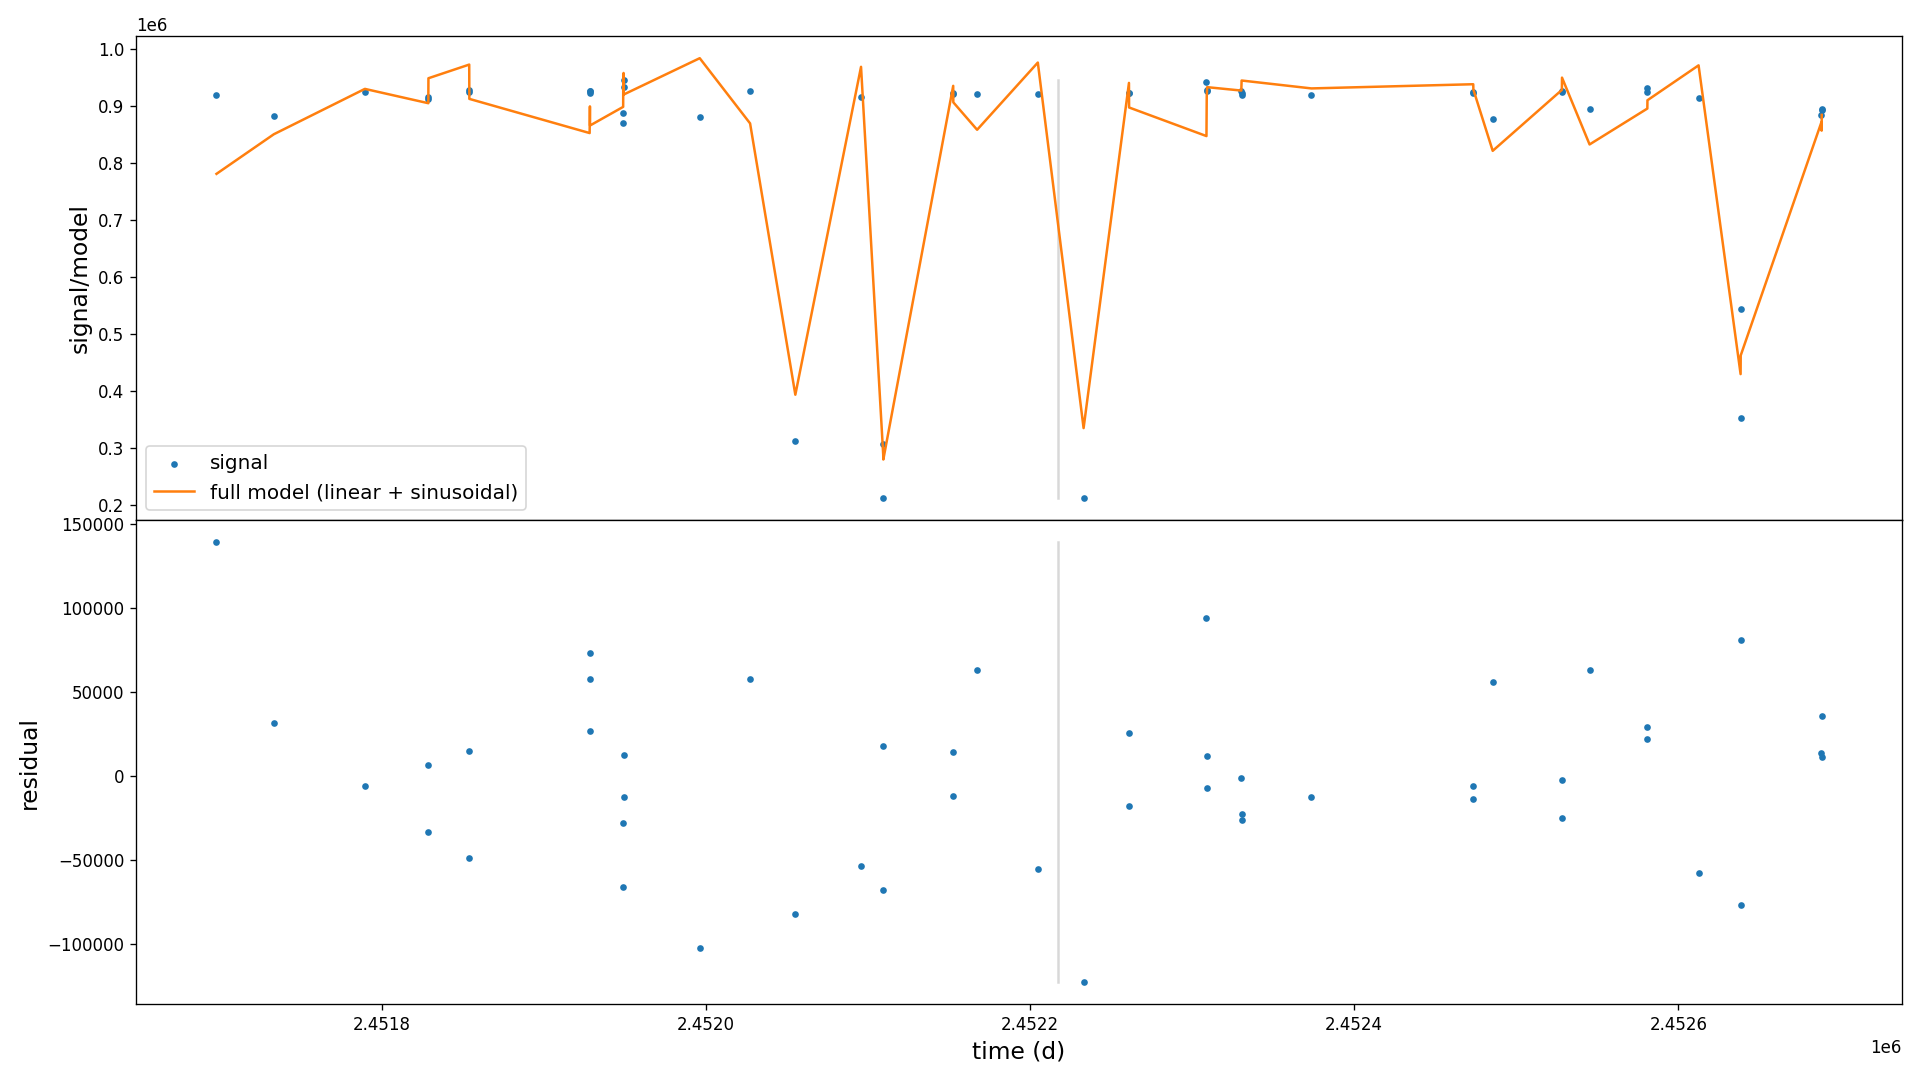 1e6
1.0
0.9
0.8
0.7
0.6
0.5
0.4
0.3
0.2
signal/model
signal
full model (linear + sinusoidal)
150000
100000
50000
0
−50000
−100000
residual
2.4518
2.4520
2.4522
2.4524
2.4526
time (d)
1e6